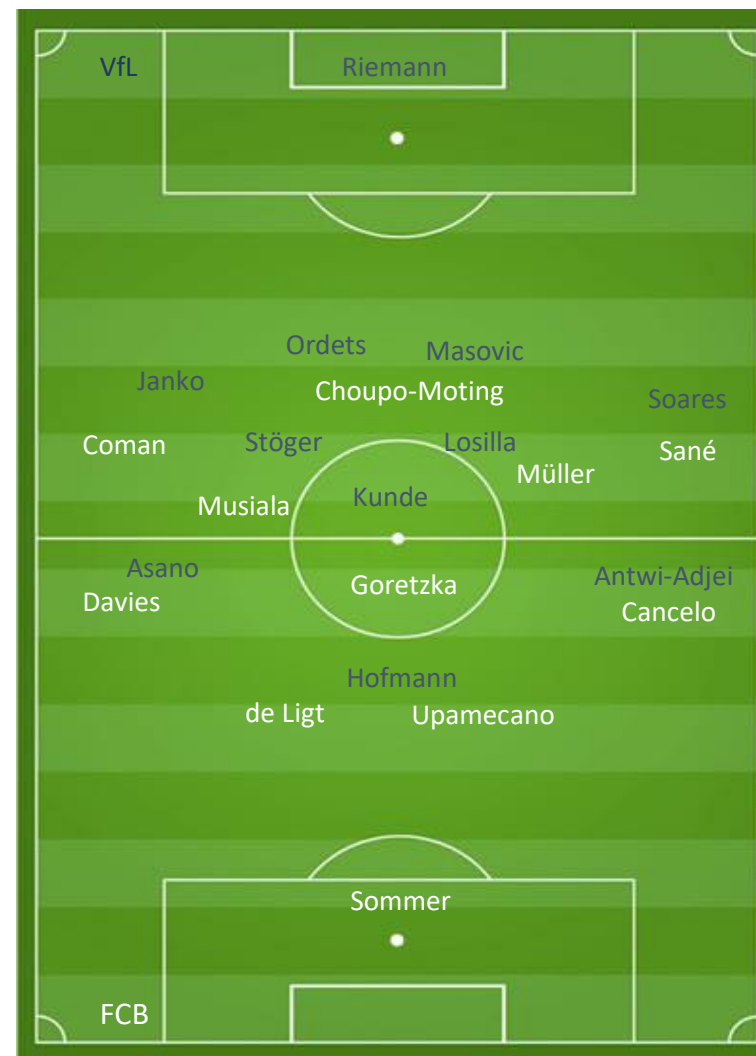 VfL
Riemann
Ordets
Masovic
Janko
Choupo-Moting
Soares
Coman
Stöger
Losilla
Sané
Müller
Musiala
Kunde
Asano
Antwi-Adjei
Davies
Goretzka
Cancelo
Hofmann
de Ligt
Upamecano
Sommer
FCB